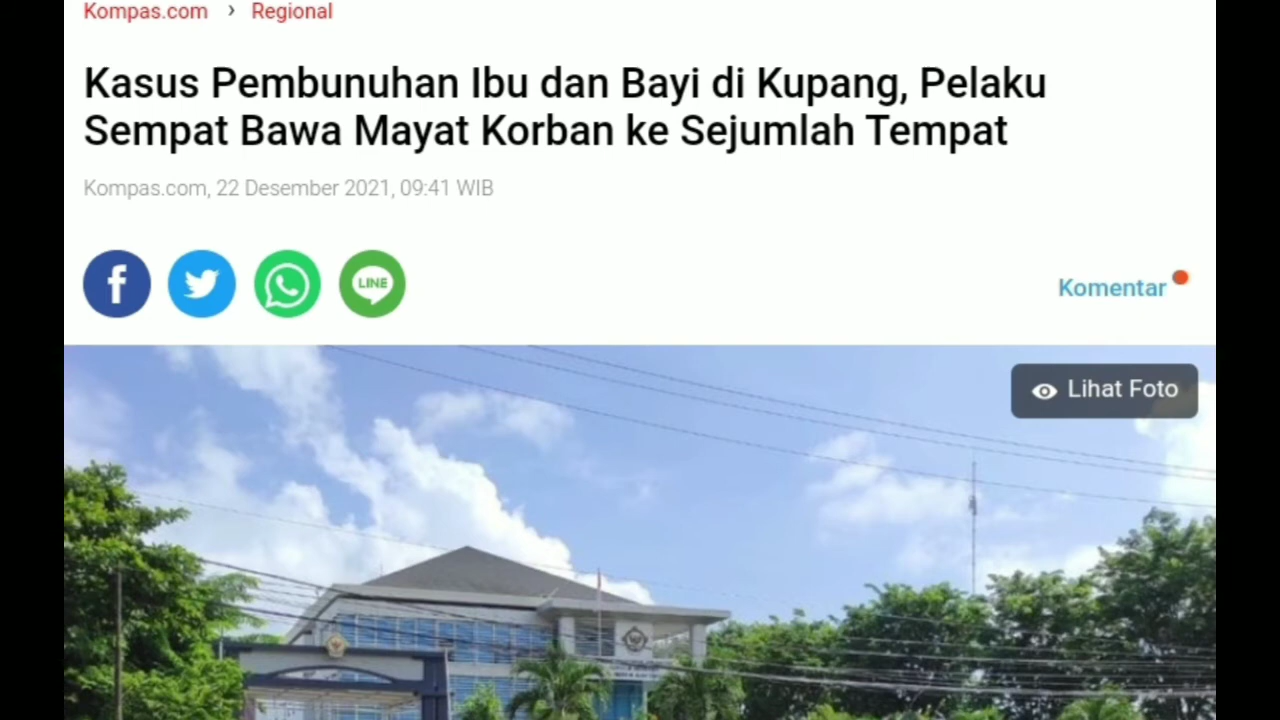 Kompas.com › Regional
Kasus Pembunuhan Ibu dan Bayi di Kupang, Pelaku
Sempat Bawa Mayat Korban ke Sejumlah Tempat
Kompas.com, 22 Desember 2021, 09:41 WIB
LINE
Komentar
Lihat Foto